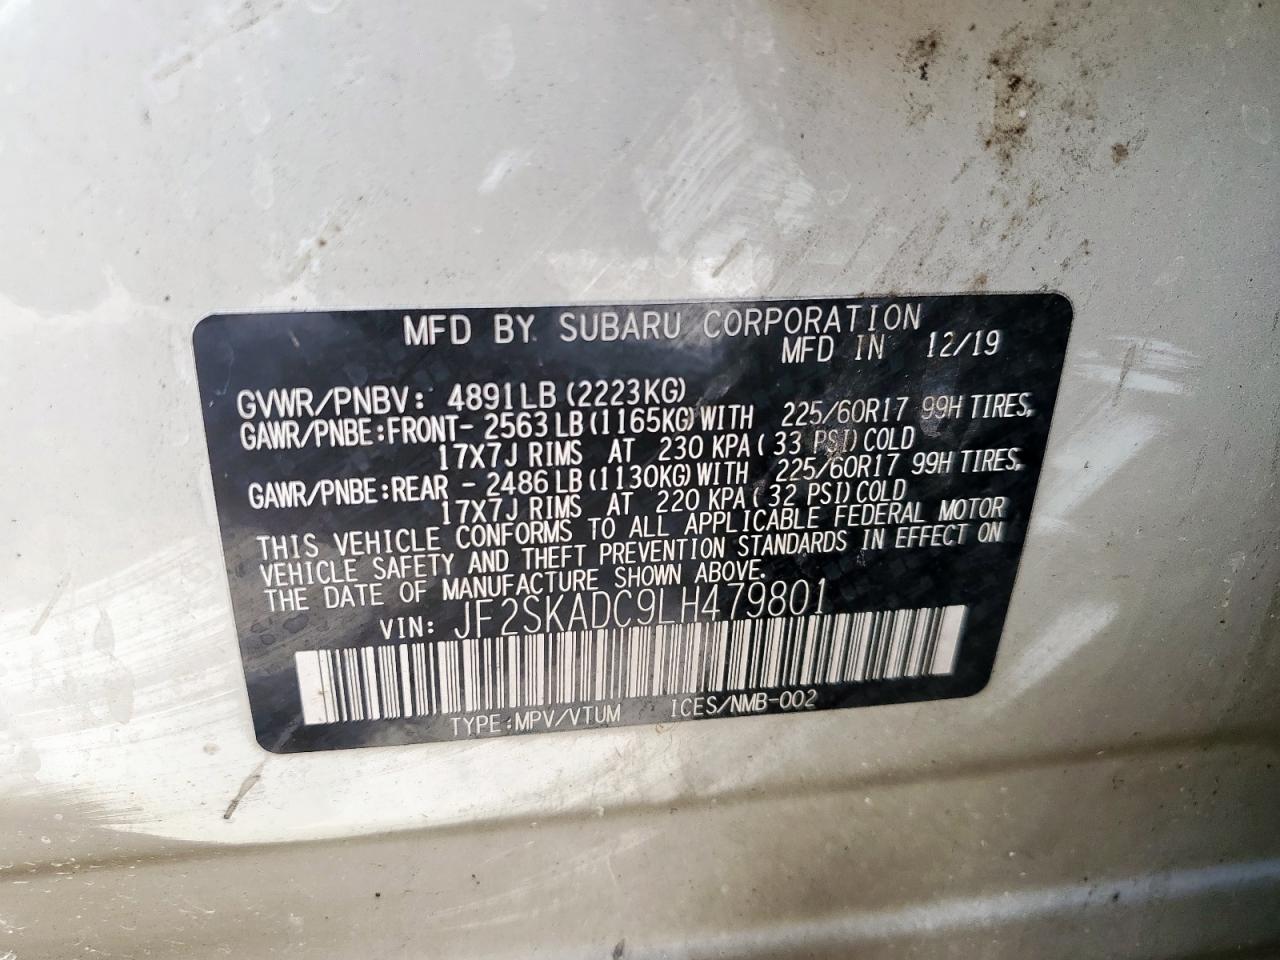 MFD BY SUBARU CORPORATION
MFD IN 12/19
GVWR/PNBV: 4891LB (2223KG)
GAWR/PNBE:FRONT- 2563 LB (1165KG) WITH 225/60R17 99H TIRES,
17X7J RIMS AT 230 KPA ( 33 PSI) COLD
GAWR/PNBE:REAR - 2486 LB (1130KG) WITH 225/60R17 99H TIRES,
17X7J RIMS AT 220 KPA ( 32 PSI) COLD
THIS VEHICLE CONFORMS TO ALL APPLICABLE FEDERAL MOTOR
VEHICLE SAFETY AND THEFT PREVENTION STANDARDS IN EFFECT ON
THE DATE OF MANUFACTURE SHOWN ABOVE.
VIN: JF2SKADC9LH479801
TYPE:MPV/VTUM ICES/NMB-002